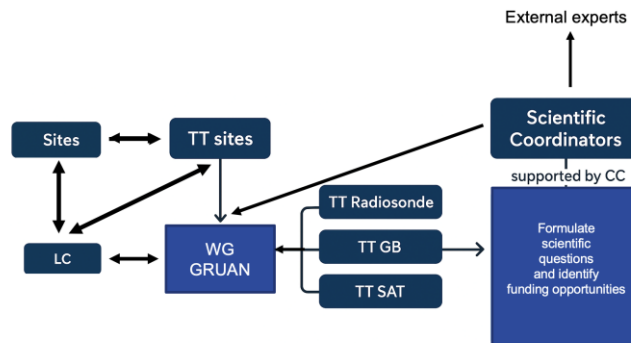 External experts
Scientific
Coordinators
Sites
TT sites
supported by CC
TT Radiosonde
WG
GRUAN
TT GB
LC
TT SAT
Formulate
scientific
questions
and identify
funding opportunities